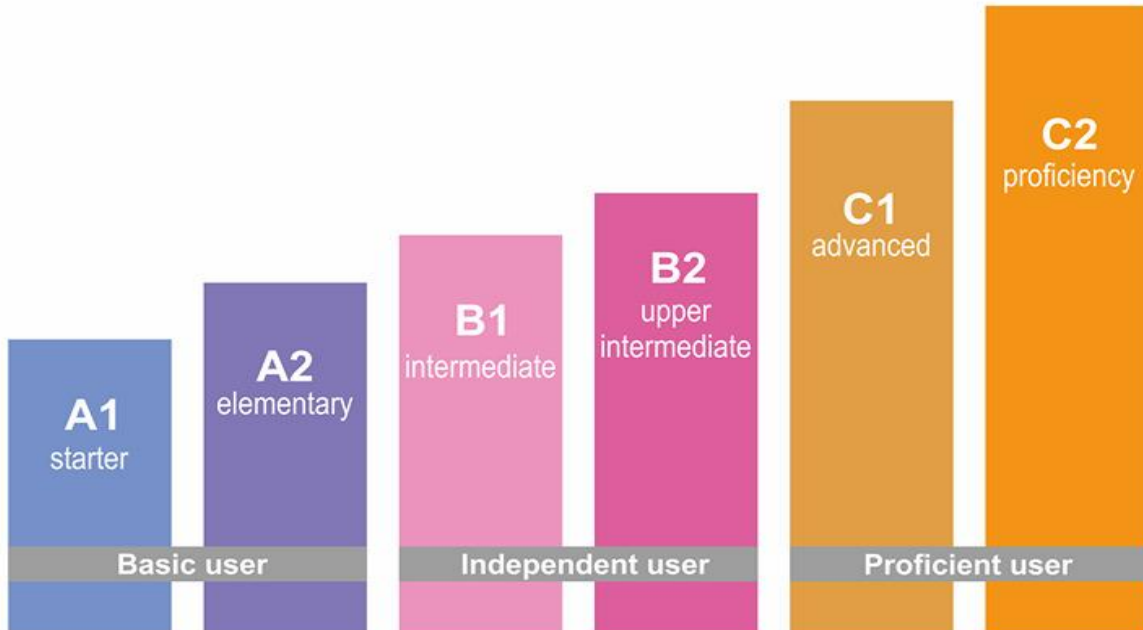 A1
starter
A2
elementary
B1
intermediate
B2
upper
intermediate
C1
advanced
C2
proficiency
Basic user
Independent user
Proficient user